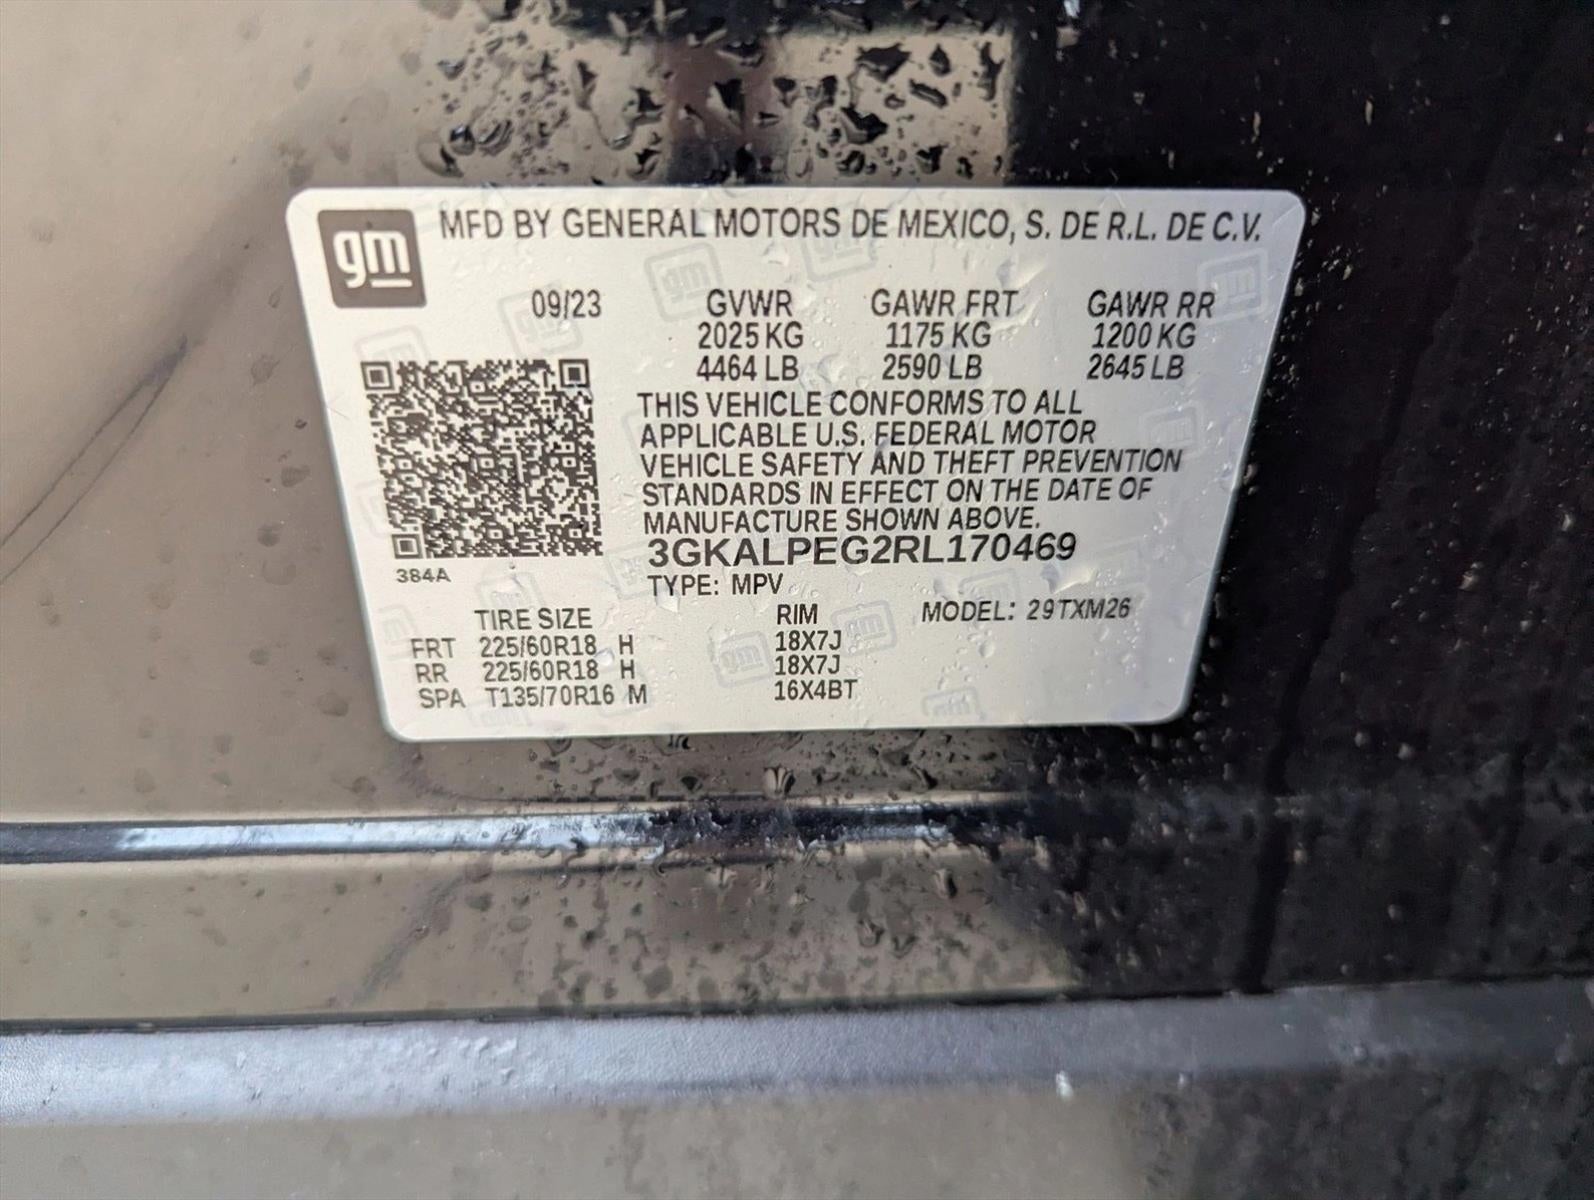 gm
MFD BY GENERAL MOTORS DE MEXICO, S. DE R.L. DE C.V.
09/23 GVWR GAWR FRT GAWR RR
2025 KG 1175 KG 1200 KG
4464 LB 2590 LB 2645 LB
THIS VEHICLE CONFORMS TO ALL
APPLICABLE U.S. FEDERAL MOTOR
VEHICLE SAFETY AND THEFT PREVENTION
STANDARDS IN EFFECT ON THE DATE OF
MANUFACTURE SHOWN ABOVE.
3GKALPEG2RL170469
384A
TYPE: MPV
TIRE SIZE RIM MODEL: 29TXM26
FRT 225/60R18 H 18X7J
RR 225/60R18 H 18X7J
SPA T135/70R16 M 16X4BT